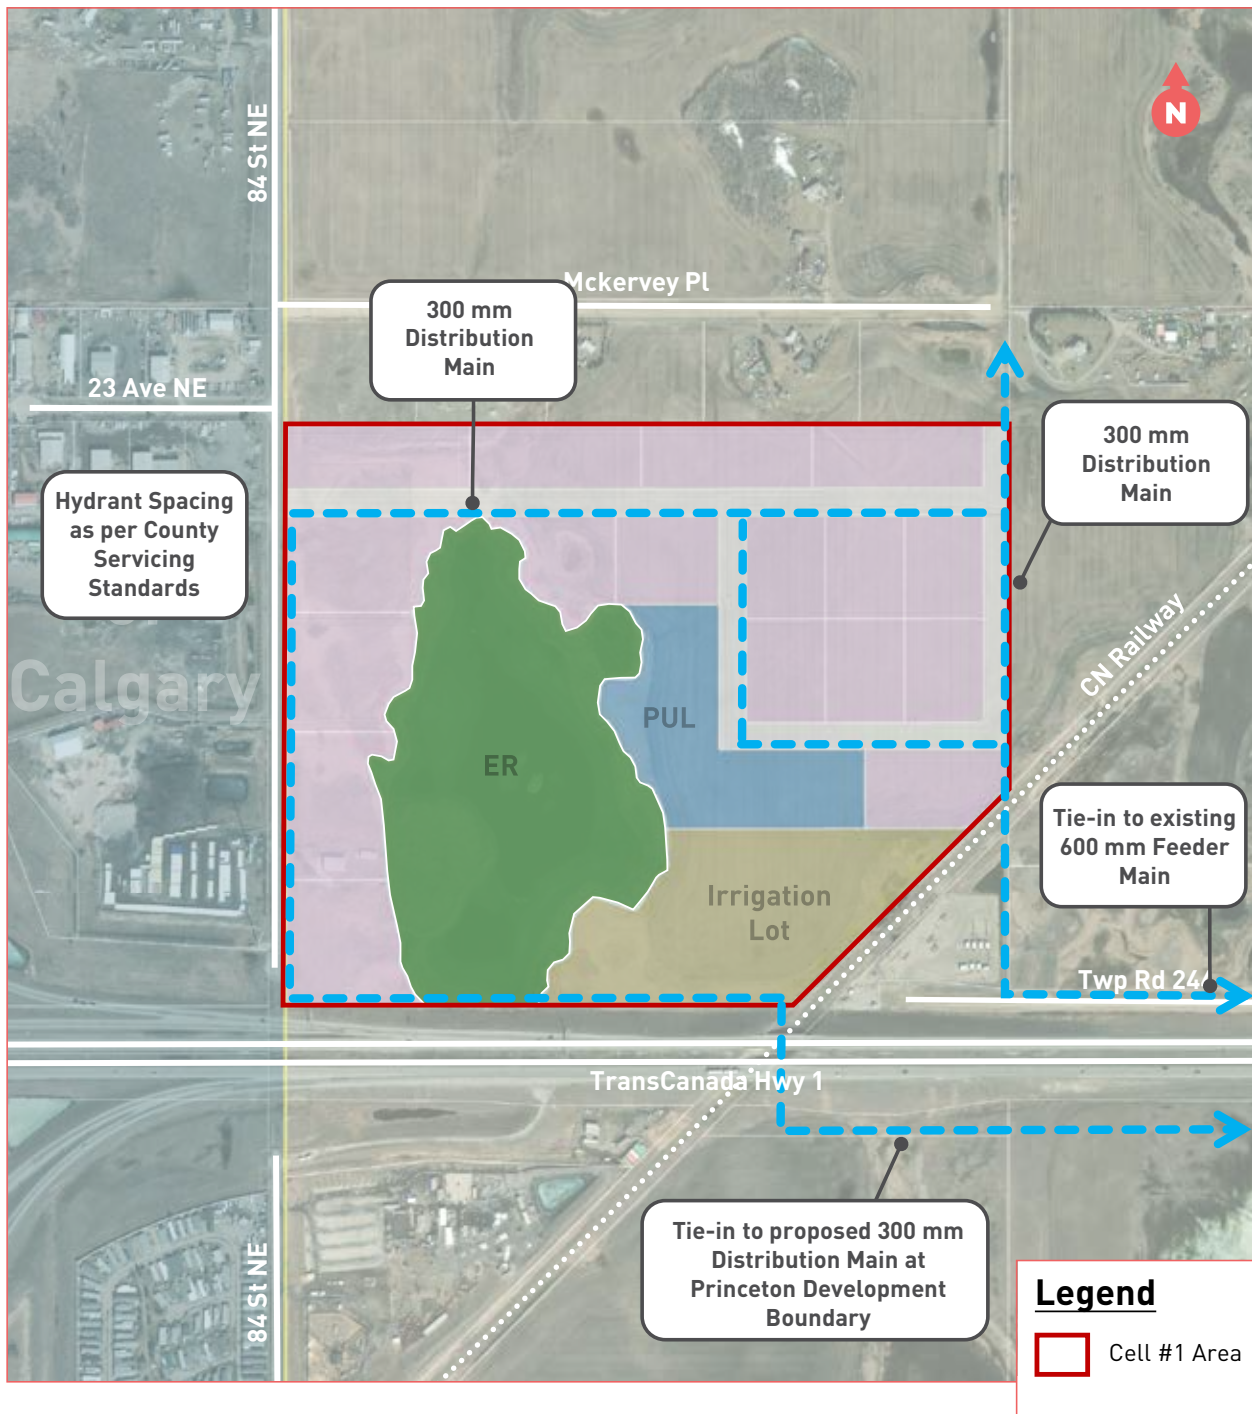 84 St NE
N
Mckervey Pl
300 mm
Distribution
Main
23 Ave NE
300 mm
Distribution
Main
Hydrant Spacing
as per County
Servicing
Standards
CN Railway
Calgary
PUL
ER
Tie-in to existing
600 mm Feeder
Main
Irrigation
Lot
Twp Rd 244
TransCanada Hwy 1
Tie-in to proposed 300 mm
Distribution Main at
Princeton Development
Boundary
84 St NE
Legend
Cell #1 Area